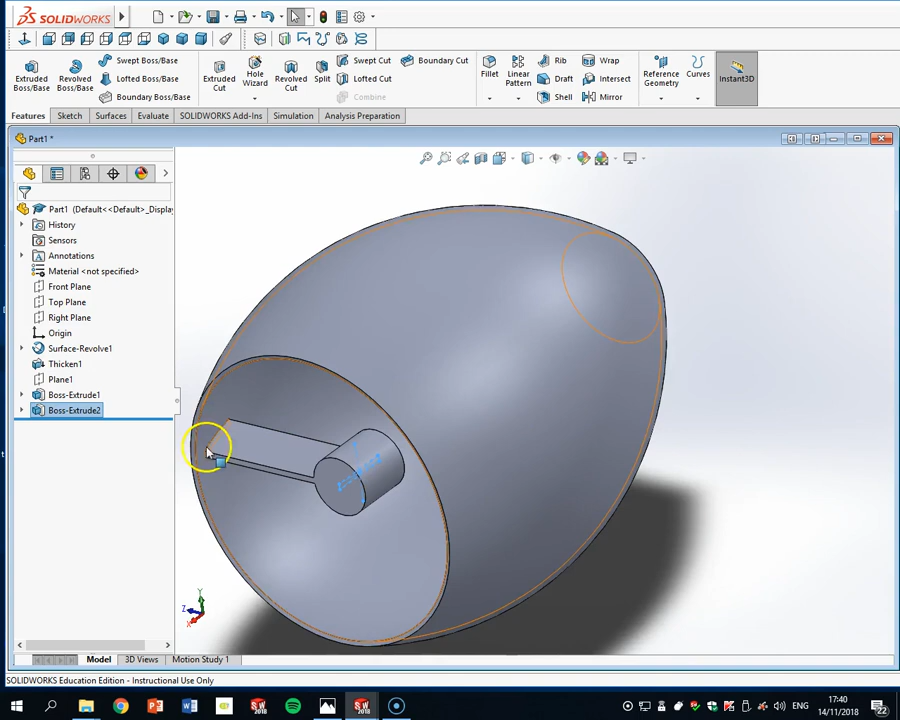 SOLIDWORKS
Extruded Boss/Base
Revolved Boss/Base
Swept Boss/Base
Lofted Boss/Base
Boundary Boss/Base
Extruded Cut
Hole Wizard
Revolved Cut
Split
Swept Cut
Lofted Cut
Combine
Boundary Cut
Fillet
Linear Pattern
Rib
Draft
Shell
Wrap
Intersect
Mirror
Reference Geometry
Curves
Instant3D
Features
Sketch
Surfaces
Evaluate
SOLIDWORKS Add-Ins
Simulation
Analysis Preparation
Part1 *
Part1 (Default<<Default>_Displa
History
Sensors
Annotations
Material <not specified>
Front Plane
Top Plane
Right Plane
Origin
Surface-Revolve1
Thicken1
Plane1
Boss-Extrude1
Boss-Extrude2
Y
Z
X
Model
3D Views
Motion Study 1
SOLIDWORKS Education Edition - Instructional Use Only
ENG
17:40
14/11/2018
22